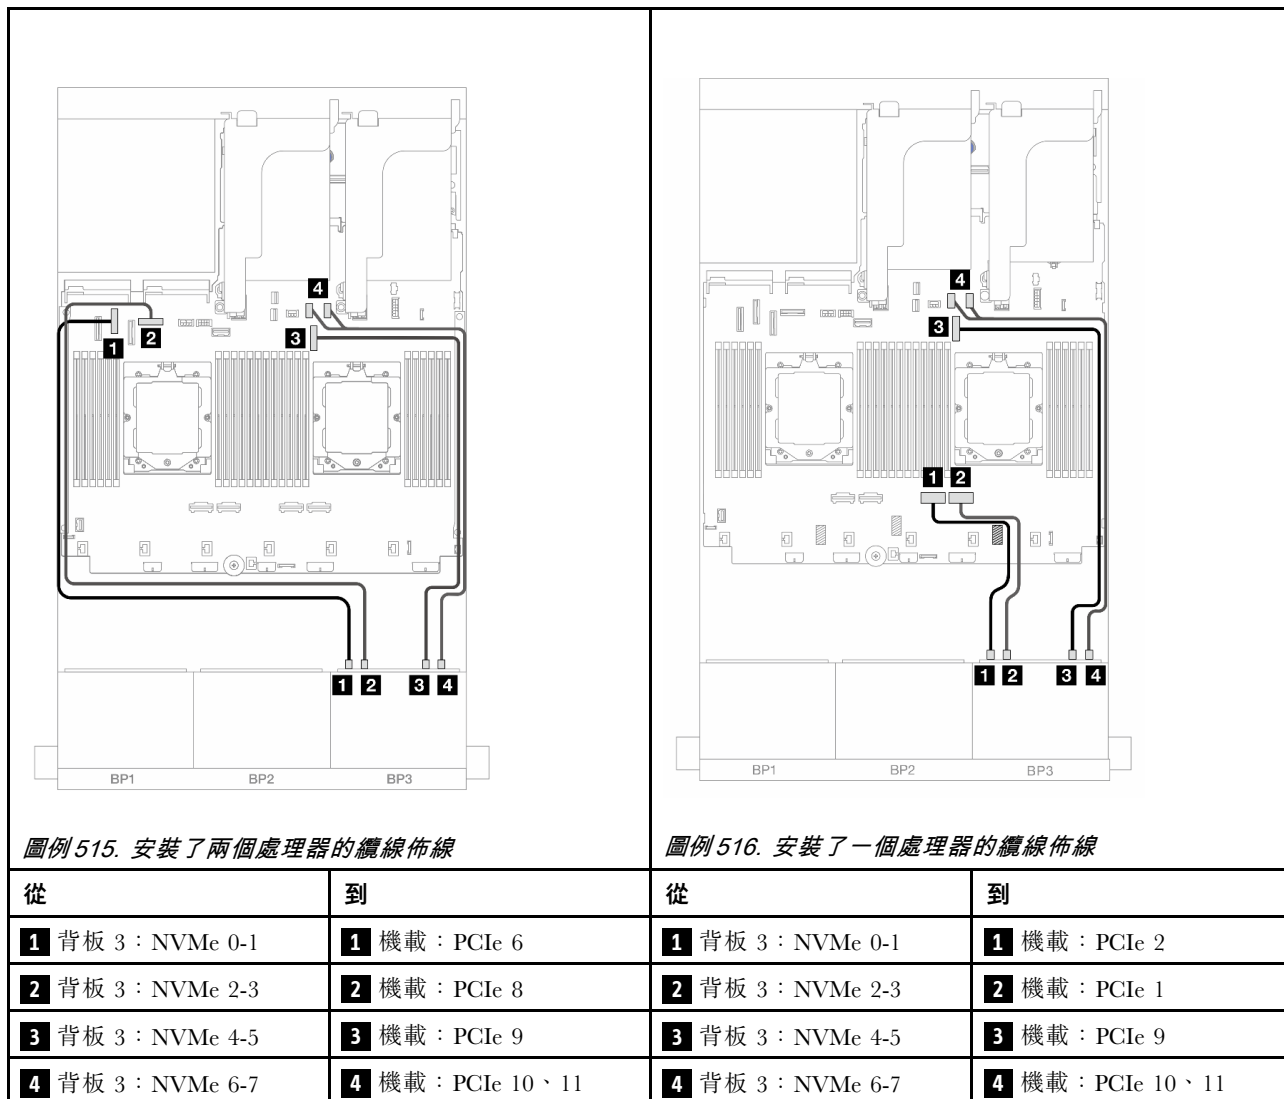 4
1
2
3
1
2
3
4
BP1
BP2
BP3
圖例 515. 安裝了兩個處理器的纜線佈線
4
3
1
2
1
2
3
4
BP1
BP2
BP3
圖例 516. 安裝了一個處理器的纜線佈線
從 到 從 到
1 背板 3：NVMe 0-1 1 機載：PCIe 6 1 背板 3：NVMe 0-1 1 機載：PCIe 2
2 背板 3：NVMe 2-3 2 機載：PCIe 8 2 背板 3：NVMe 2-3 2 機載：PCIe 1
3 背板 3：NVMe 4-5 3 機載：PCIe 9 3 背板 3：NVMe 4-5 3 機載：PCIe 9
4 背板 3：NVMe 6-7 4 機載：PCIe 10、11 4 背板 3：NVMe 6-7 4 機載：PCIe 10、11